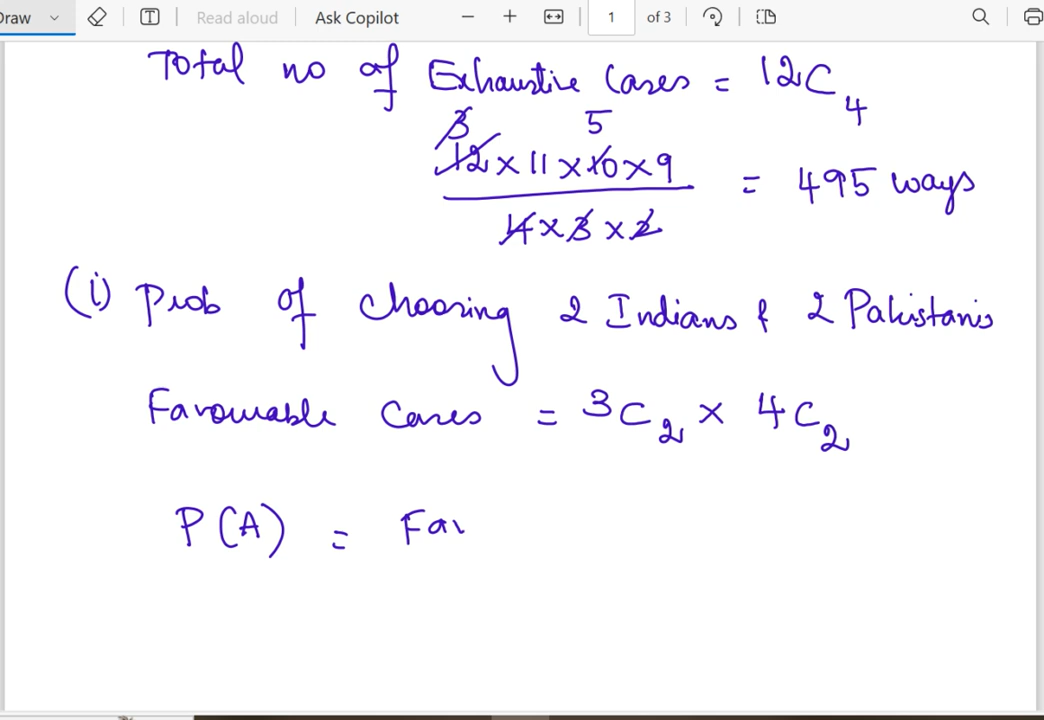 Draw Read aloud Ask Copilot 1 of 3
Total no of Exhaustive Cases = 12C4
3 5
12 x 11 x 10 x 9
= 495 ways
4 x 3 x 2
(i) Prob of choosing 2 Indians & 2 Pakistanis
Favourable Cases = 3C2 x 4C2
P(A) = Fav